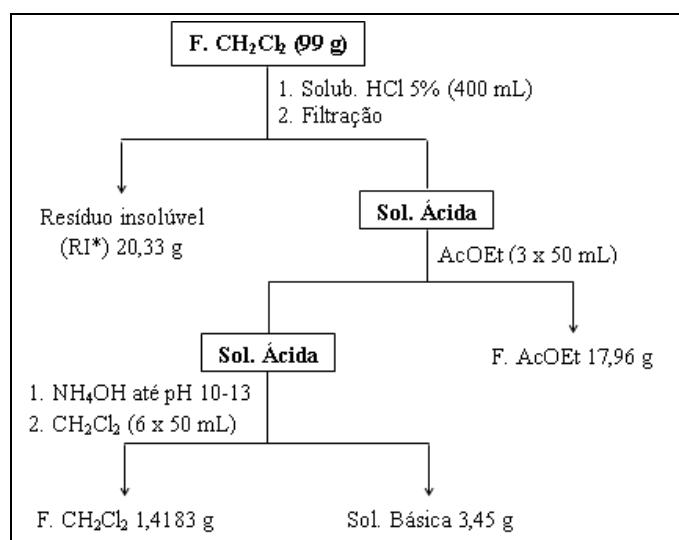 F. CH₂Cl₂ (99 g)
1. Solub. HCl 5% (400 mL)
2. Filtração
Resíduo insolúvel
(RI*) 20,33 g
Sol. Ácida
AcOEt (3 x 50 mL)
Sol. Ácida
F. AcOEt 17,96 g
1. NH₄OH até pH 10-13
2. CH₂Cl₂ (6 x 50 mL)
F. CH₂Cl₂ 1,4183 g
Sol. Básica 3,45 g